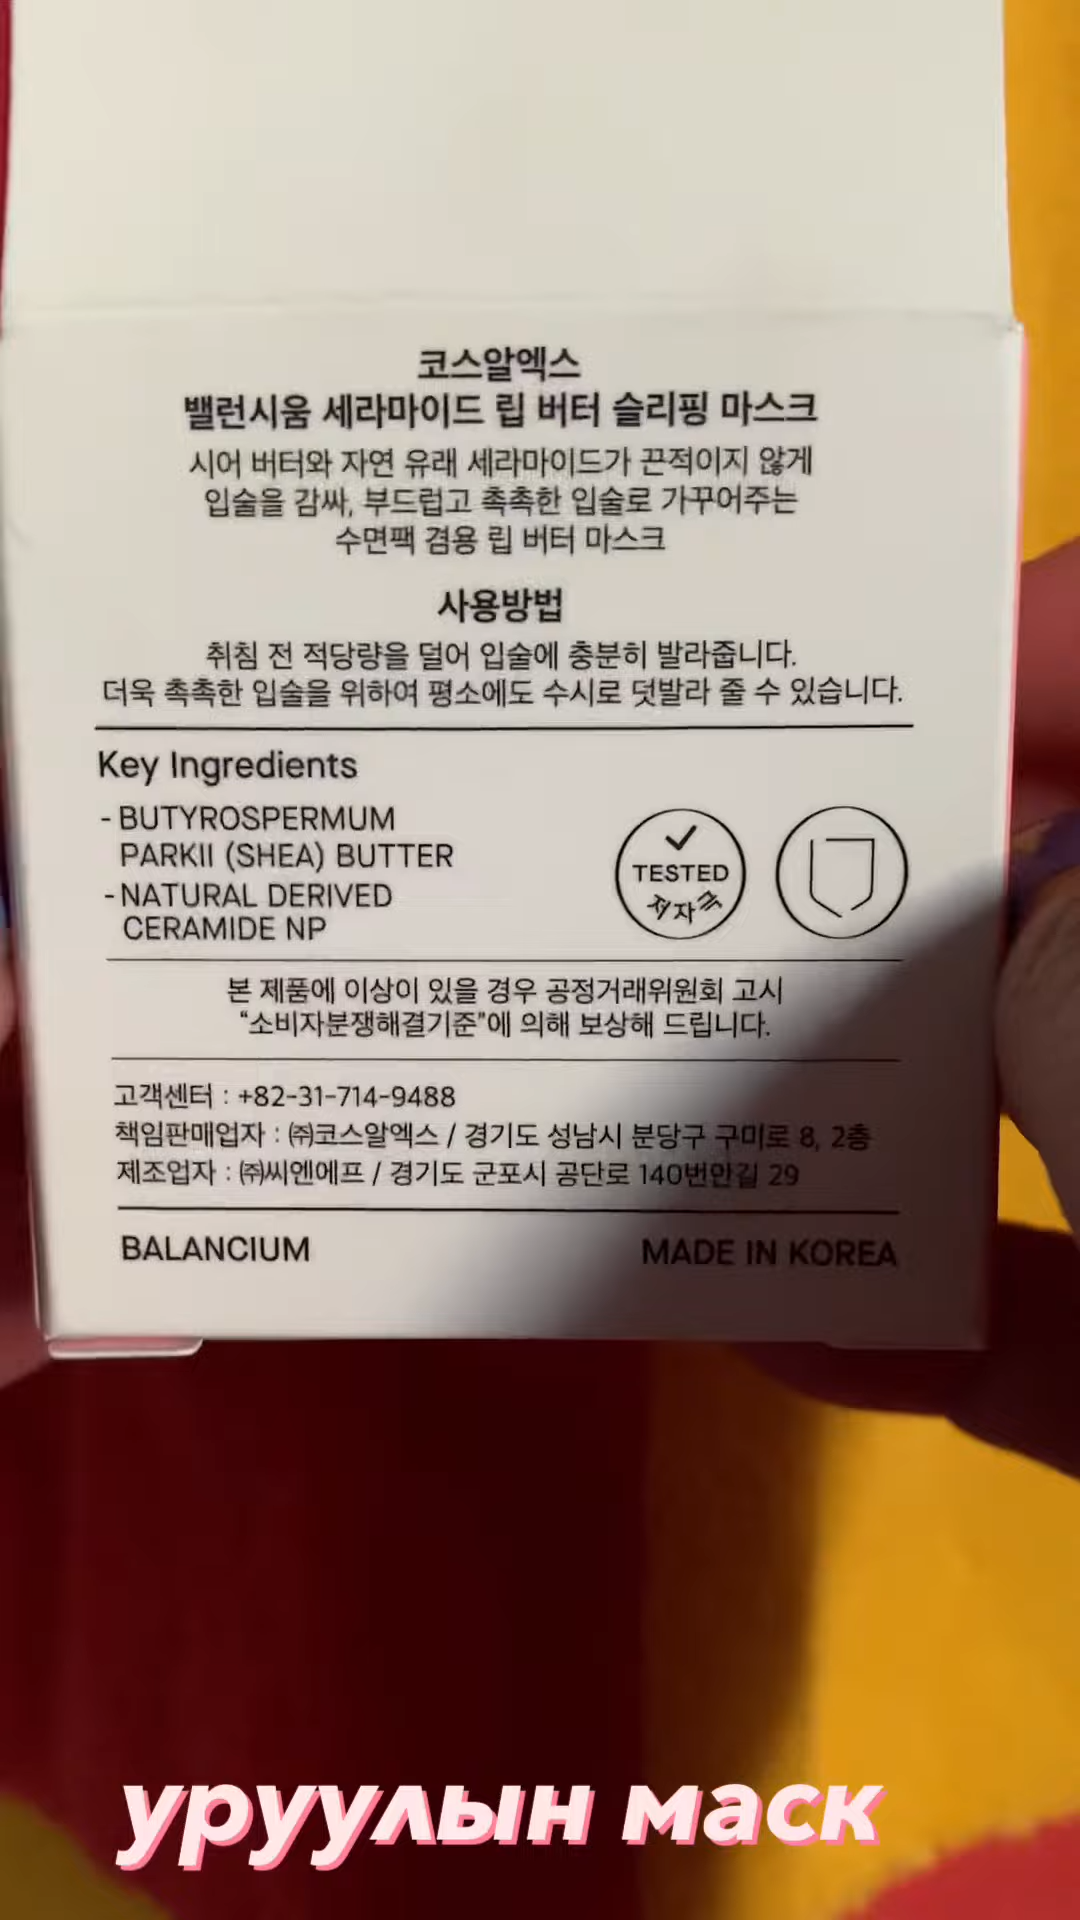 코스알엑스
밸런시움 세라마이드 립 버터 슬리핑 마스크
시어 버터와 자연 유래 세라마이드가 끈적이지 않게
입술을 감싸, 부드럽고 촉촉한 입술로 가꾸어주는
수면팩 겸용 립 버터 마스크
사용방법
취침 전 적당량을 덜어 입술에 충분히 발라줍니다.
더욱 촉촉한 입술을 위하여 평소에도 수시로 덧발라 줄 수 있습니다.
Key Ingredients
- BUTYROSPERMUM
PARKII (SHEA) BUTTER
- NATURAL DERIVED
CERAMIDE NP
TESTED
저자극
본 제품에 이상이 있을 경우 공정거래위원회 고시
“소비자분쟁해결기준”에 의해 보상해 드립니다.
고객센터 : +82-31-714-9488
책임판매업자 : ㈜코스알엑스 / 경기도 성남시 분당구 구미로 8, 2층
제조업자 : ㈜씨엔에프 / 경기도 군포시 공단로 140번안길 29
BALANCIUM
MADE IN KOREA
уруулын маск